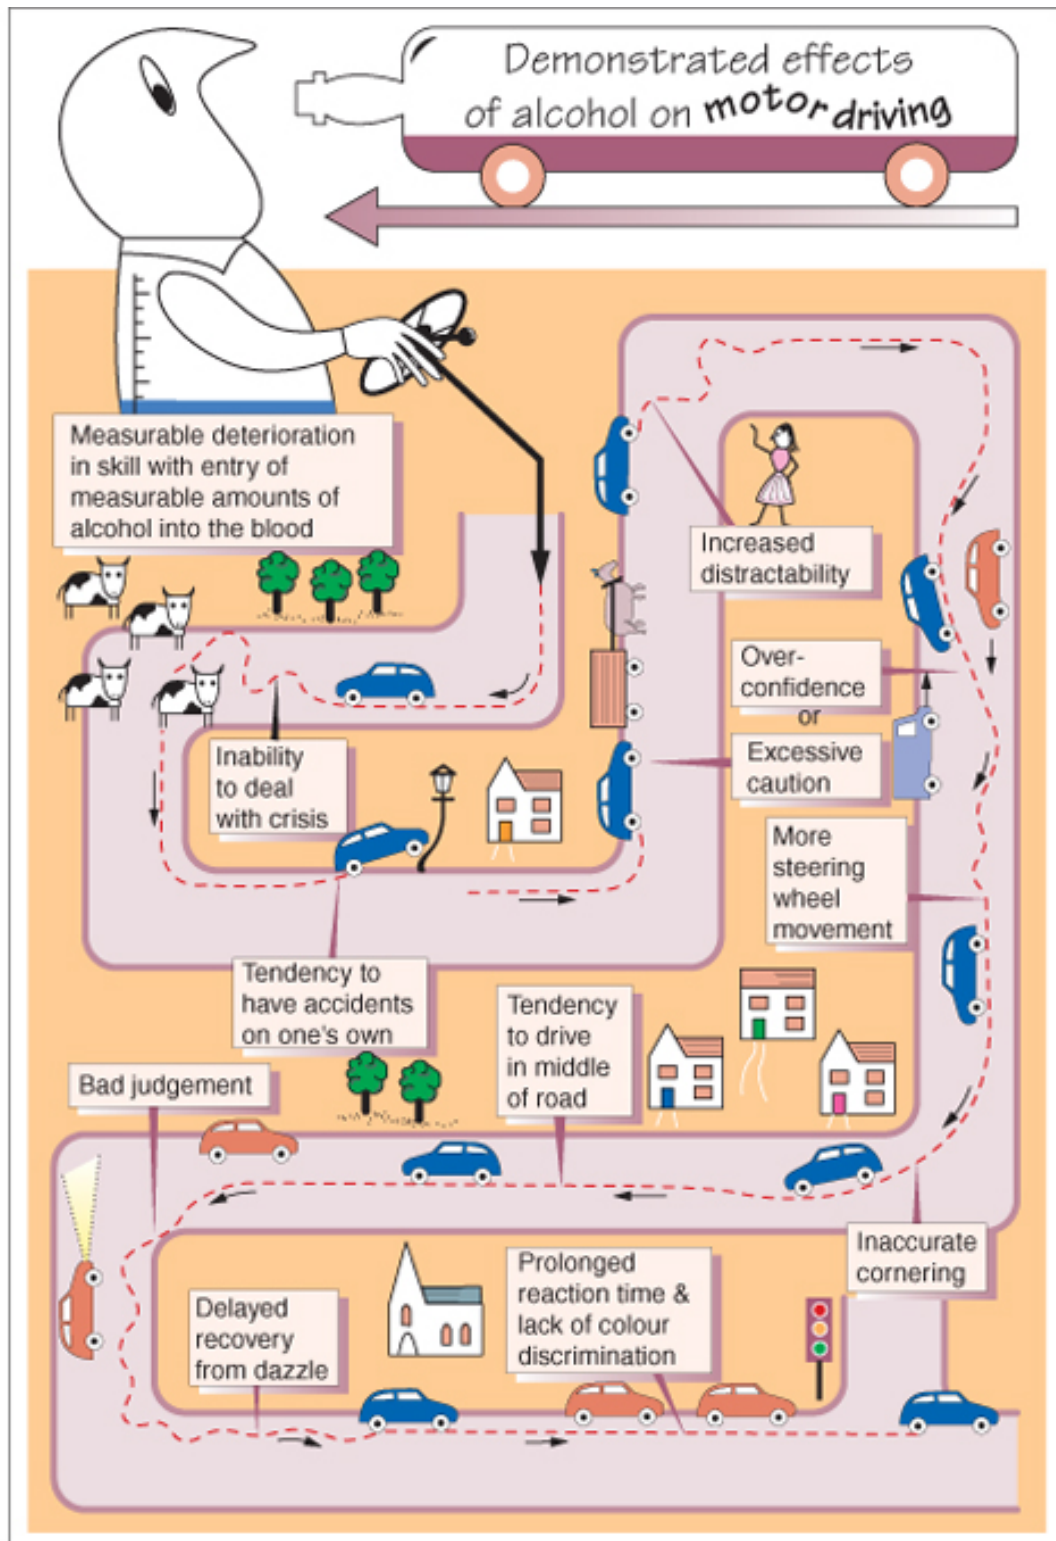 Demonstrated effects
of alcohol on motor driving
Measurable deterioration
in skill with entry of
measurable amounts of
alcohol into the blood
Inability
to deal
with crisis
Tendency to
have accidents
on one's own
Excessive
caution
or
Over-
confidence
Increased
distractability
More
steering
wheel
movement
Inaccurate
cornering
Tendency
to drive
in middle
of road
Bad judgement
Delayed
recovery
from dazzle
Prolonged
reaction time &
lack of colour
discrimination